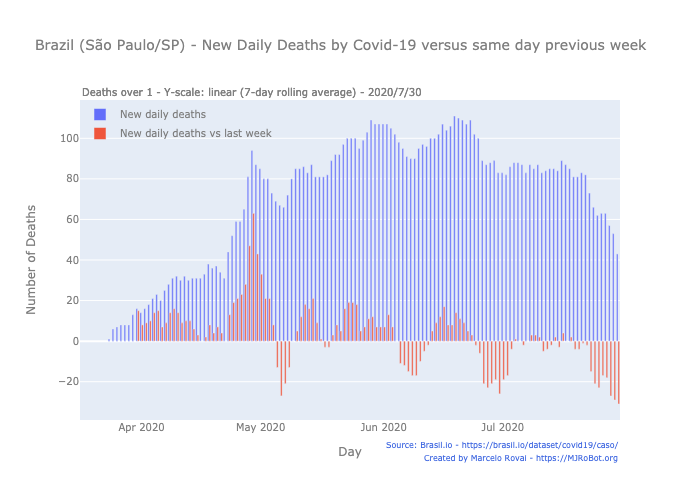 Brazil (São Paulo/SP) - New Daily Deaths by Covid-19 versus same day previous week
Deaths over 1 - Y-scale: linear (7-day rolling average) - 2020/7/30
New daily deaths
New daily deaths vs last week
100
80
60
40
20
0
−20
Number of Deaths
Apr 2020
May 2020
Jun 2020
Jul 2020
Day
Source: Brasil.io - https://brasil.io/dataset/covid19/caso/
Created by Marcelo Rovai - https://MJRoBot.org